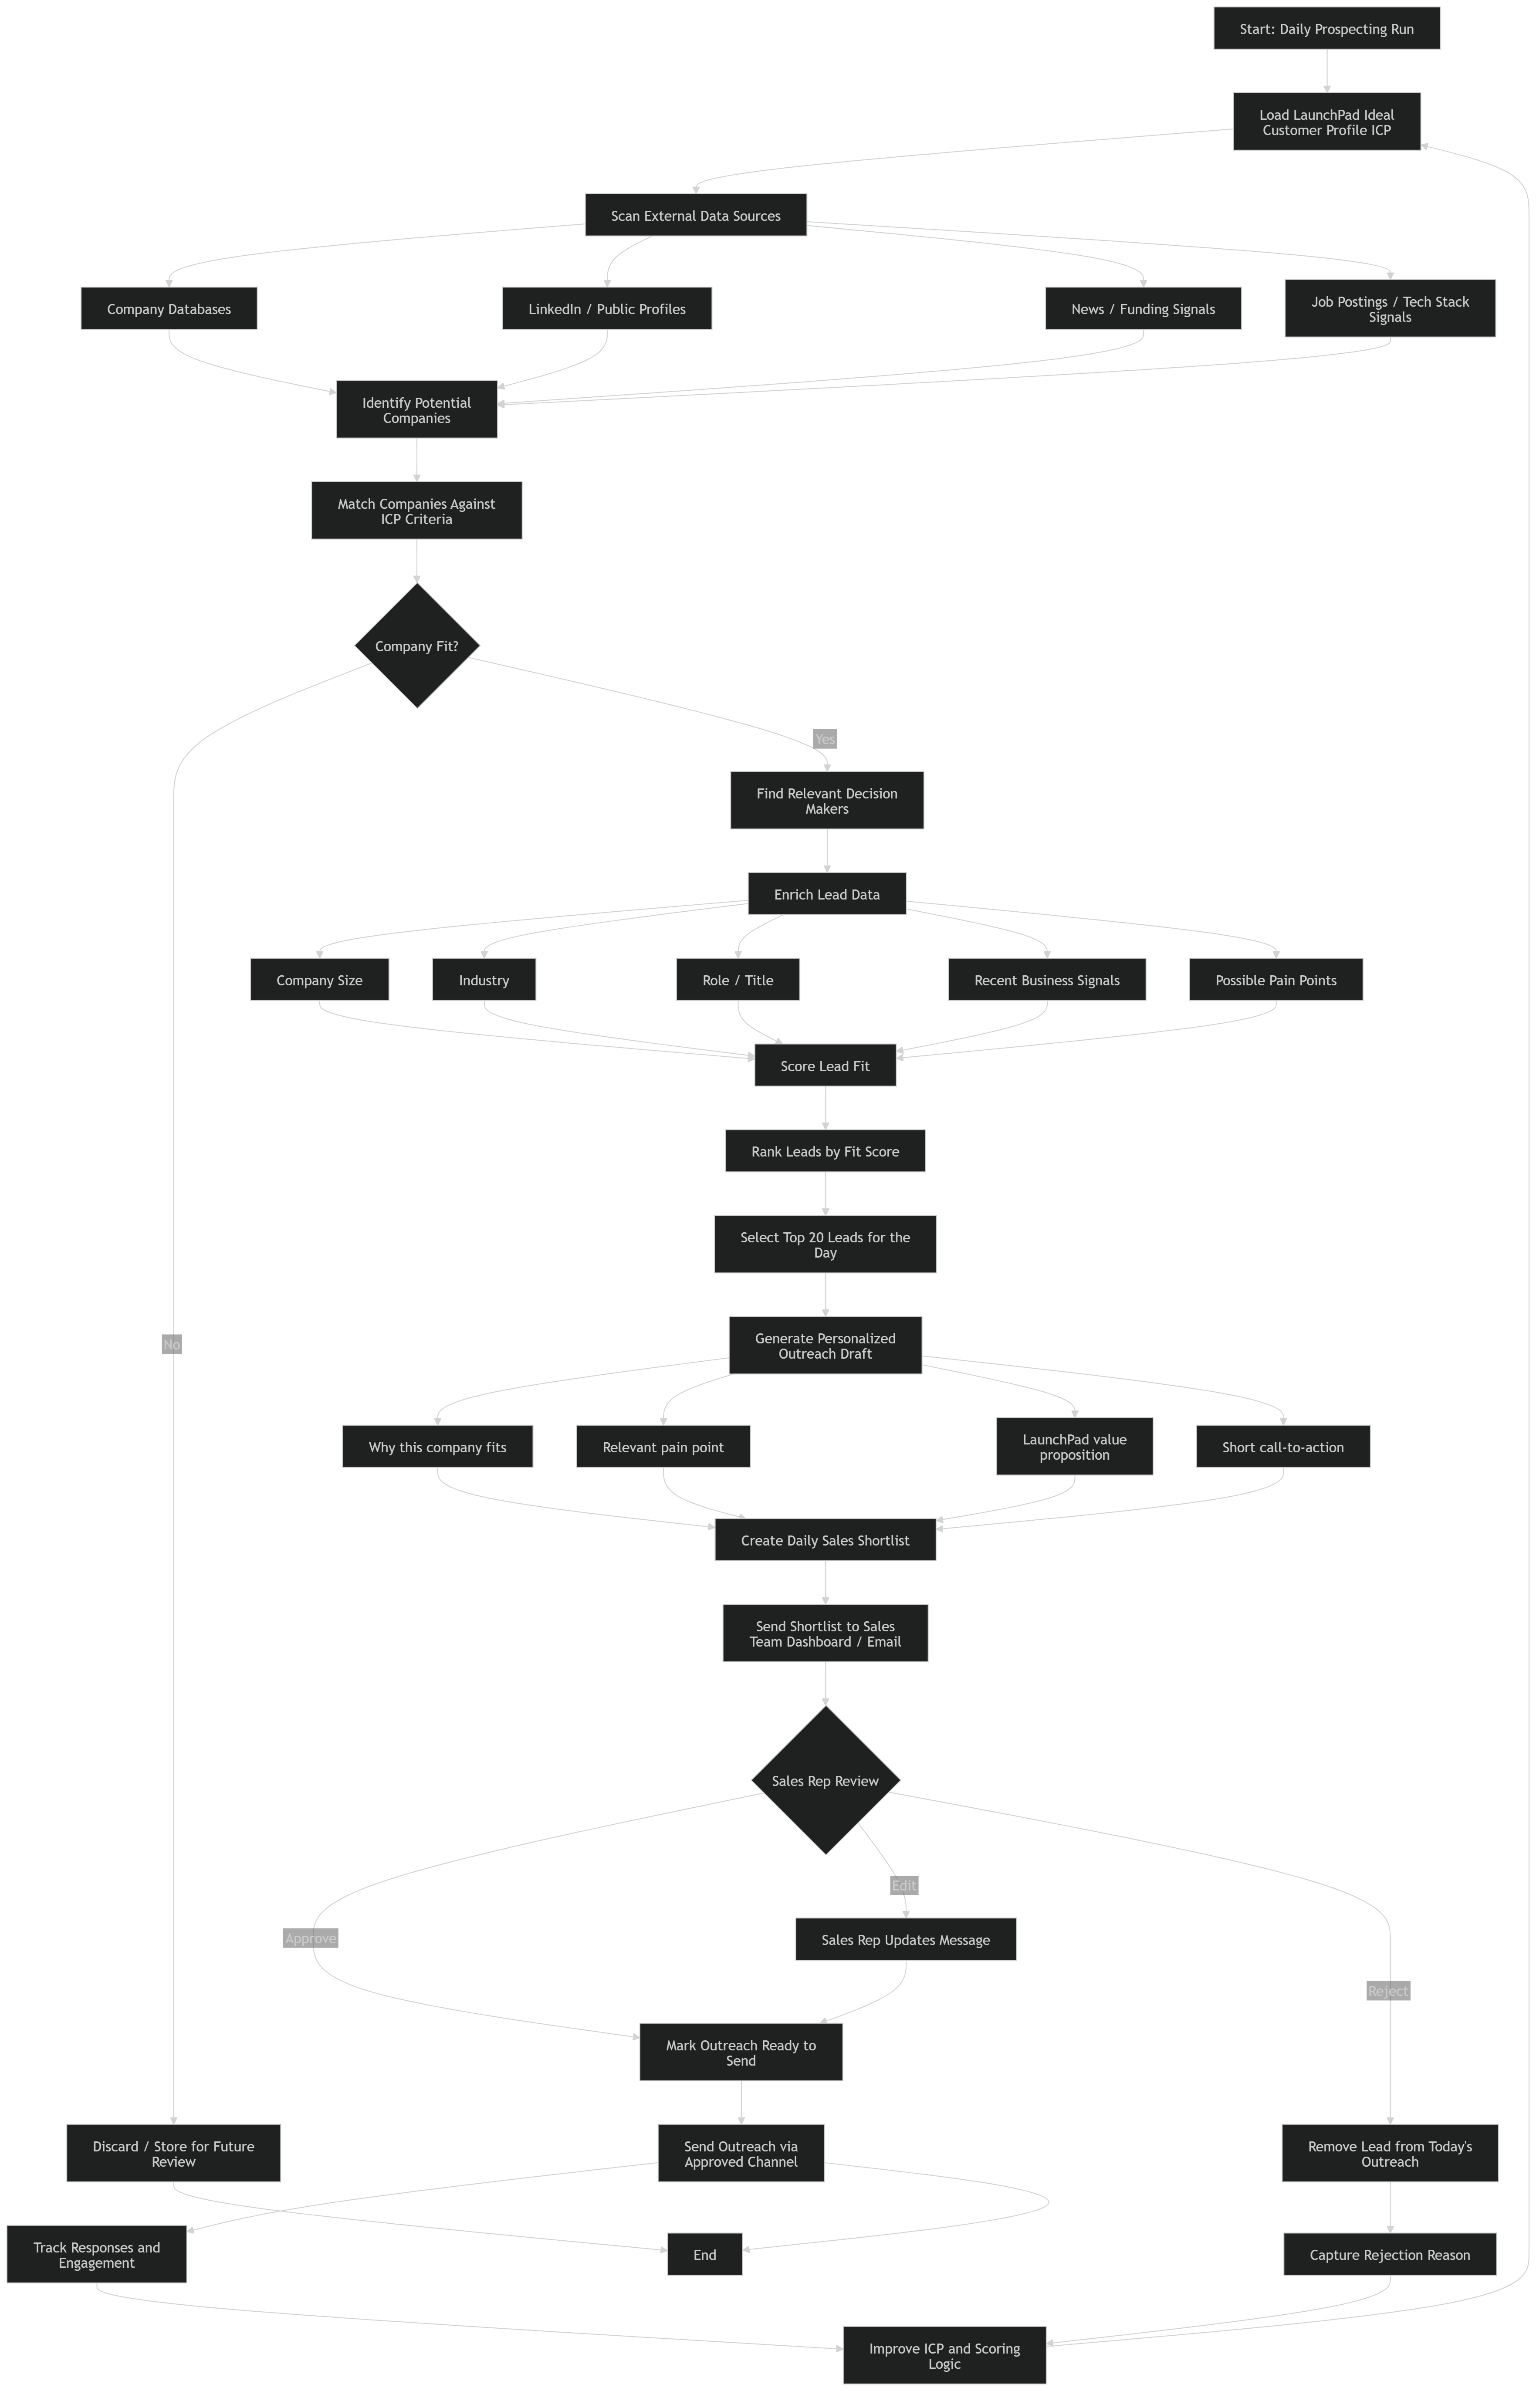 Start: Daily Prospecting Run
Load LaunchPad Ideal
Customer Profile ICP
Scan External Data Sources
Company Databases
LinkedIn / Public Profiles
News / Funding Signals
Job Postings / Tech Stack
Signals
Identify Potential
Companies
Match Companies Against
ICP Criteria
Company Fit?
Yes
Find Relevant Decision
Makers
Enrich Lead Data
Company Size
Industry
Role / Title
Recent Business Signals
Possible Pain Points
Score Lead Fit
Rank Leads by Fit Score
Select Top 20 Leads for the
Day
No
Generate Personalized
Outreach Draft
Why this company fits
Relevant pain point
LaunchPad value
proposition
Short call-to-action
Create Daily Sales Shortlist
Send Shortlist to Sales
Team Dashboard / Email
Sales Rep Review
Edit
Approve
Sales Rep Updates Message
Reject
Mark Outreach Ready to
Send
Discard / Store for Future
Review
Send Outreach via
Approved Channel
Remove Lead from Today's
Outreach
Track Responses and
Engagement
End
Capture Rejection Reason
Improve ICP and Scoring
Logic